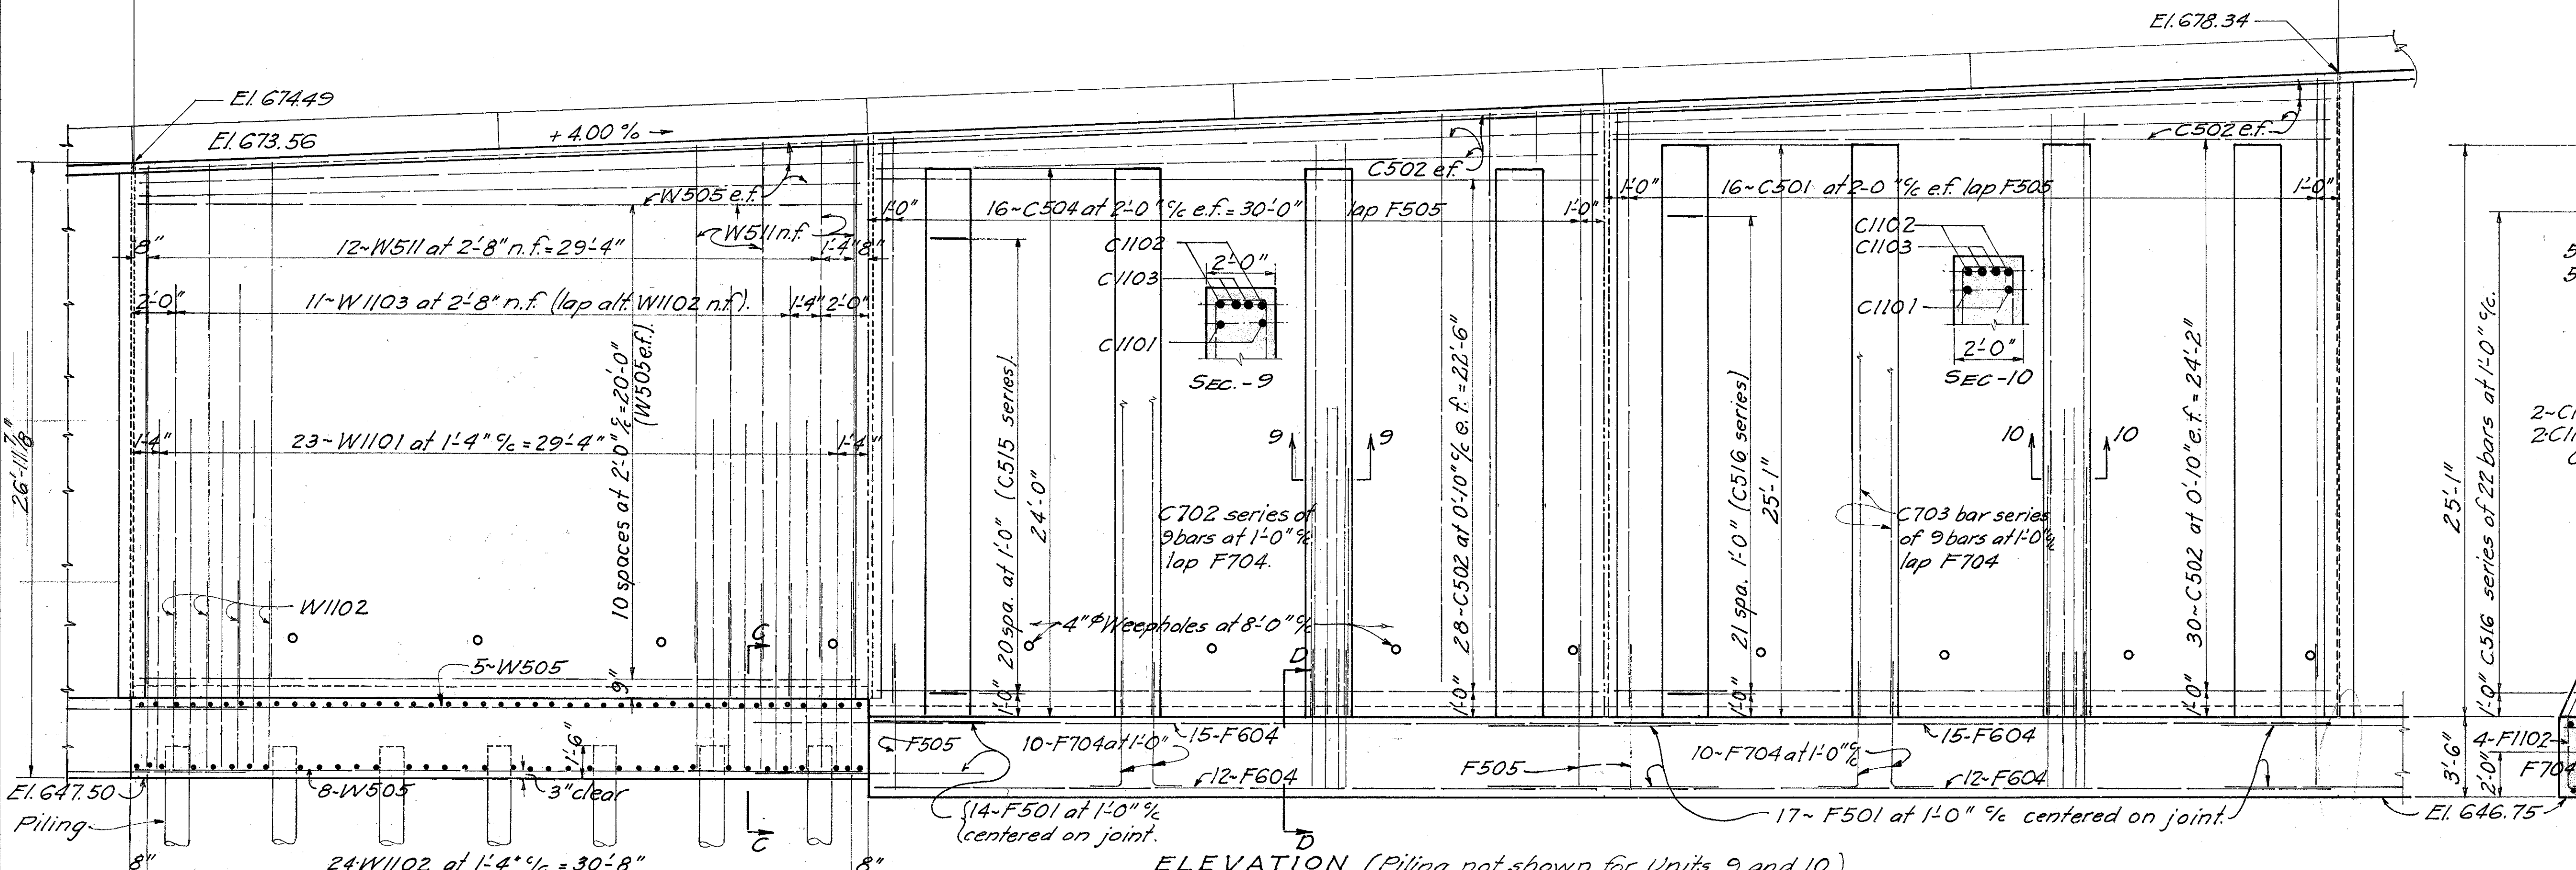 El. 678.34
El. 674.49
El. 673.56
+4.00 %
C502 e.f.
C502 ef.
W505 e.f.
1'-0"
16~C504 at 2'-0" c/c e.f. = 30'-0"
lap F505
1'-0"
1'-0"
16~C501 at 2'-0" c/c e.f. lap F505
1'-0"
W511 n.f.
8"
12~W511 at 2'-8" n.f. = 29'-4"
1'-4"
8"
2'-0"
11~W1103 at 2'-8" n.f. (lap alt. W1102 n.f.).
1'-4"
2'-0"
C1102
C1103
2'-0"
C1101
SEC.-9
C1102
C1103
C1101
2'-0"
SEC-10
26'-11 7/8"
1'-4"
23~W1101 at 1'-4" c/c = 29'-4"
1'-4"
10 spaces at 2'-0" c/c = 20'-0"
(W505 e.f.)
9"
1'-0" 20 spa. at 1'-0" (C515 series).
24'-0"
C702 series of
9 bars at 1'-0" c/c
lap F704.
9
9
1'-0" 28~C502 at 0'-10" c/c e.f. = 22'-6"
1'-0" 21 spa. 1'-0" (C516 series)
25'-1"
C703 bar series
of 9 bars at 1'-0" c/c
lap F704
10
10
1'-0" 30~C502 at 0'-10" e.f. = 24'-2"
25'-1"
1'-0" C516 series of 22 bars at 1'-0" c/c.
5
5
2~C1
2~C11
W1102
4" ϕ Weepholes at 8'-0" c/c
C
D
5~W505
1'-6"
F505
10~F704 at 1'-0"
15-F604
12~F604
F505
10~F704 at 1'-0" c/c
15-F604
12~F604
3'-6"
2'-0"
4-F1102
F704
El. 647.50
8~W505
3" clear
Piling
C
14~F501 at 1'-0" c/c
centered on joint.
D
17~ F501 at 1'-0" c/c centered on joint.
El. 646.75
8"
24~W1102 at 1'-4" c/c = 30'-8"
8"
ELEVATION (Piling not shown for Units 9 and 10)